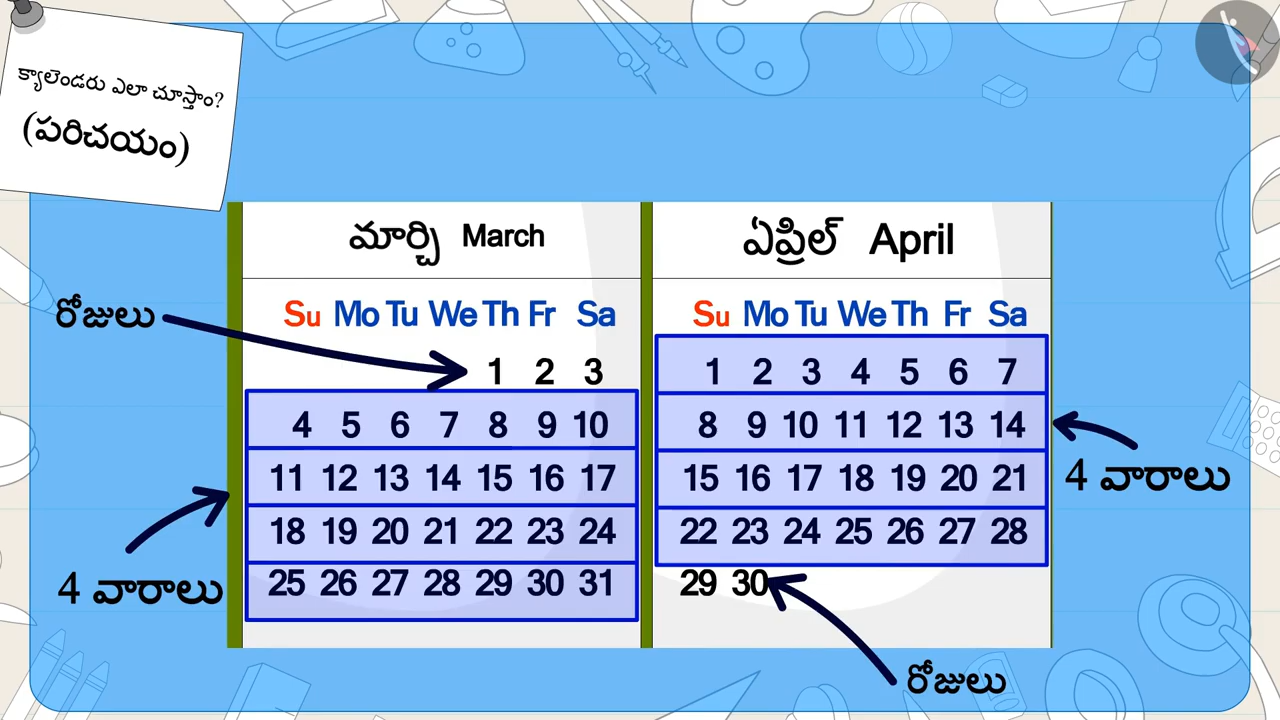 క్యాలెండరు ఎలా చూస్తాం?
(పరిచయం)
మార్చి March
Su Mo Tu We Th Fr Sa
1 2 3
4 5 6 7 8 9 10
11 12 13 14 15 16 17
18 19 20 21 22 23 24
25 26 27 28 29 30 31
ఏప్రిల్ April
Su Mo Tu We Th Fr Sa
1 2 3 4 5 6 7
8 9 10 11 12 13 14
15 16 17 18 19 20 21
22 23 24 25 26 27 28
29 30
రోజులు
4 వారాలు
4 వారాలు
రోజులు